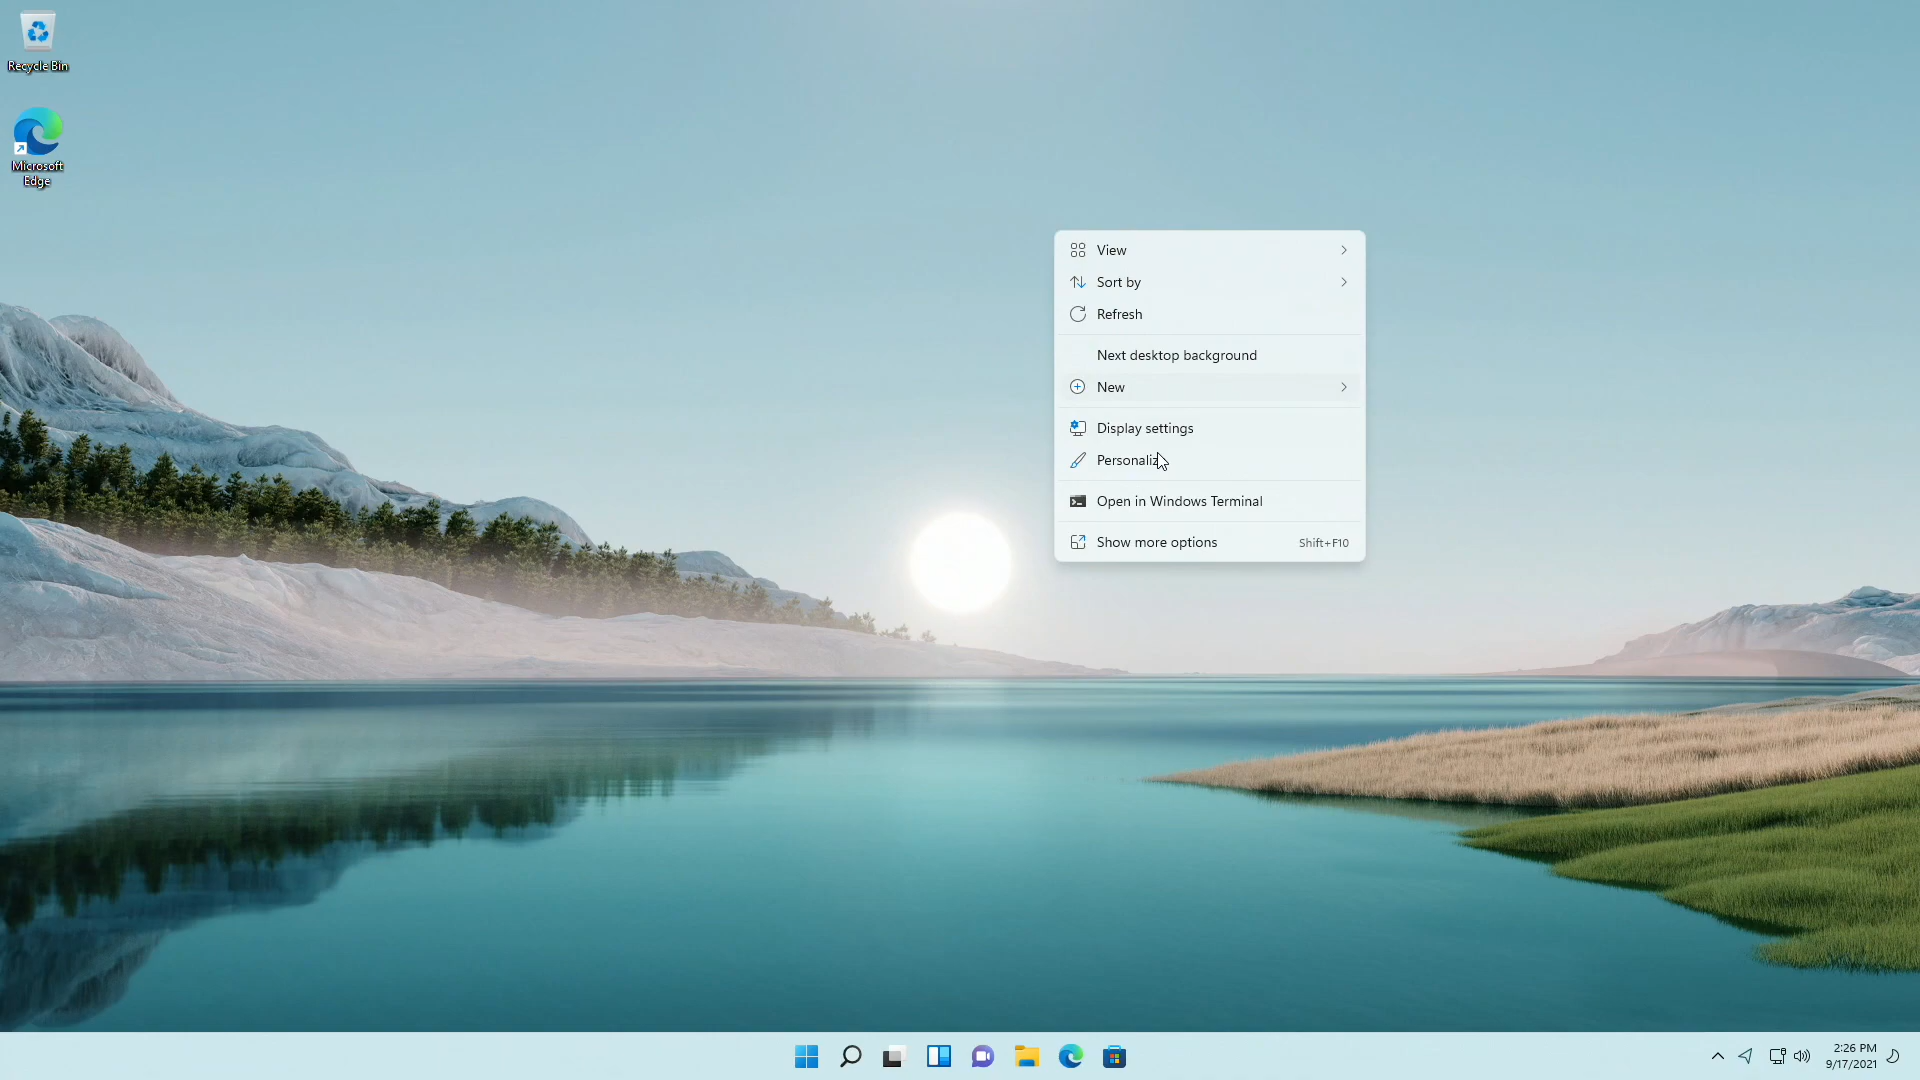 Recycle Bin
Microsoft
Edge
View
Sort by
Refresh
Next desktop background
New
Display settings
Personaliz
Open in Windows Terminal
Show more options Shift+F10
2:26 PM
9/17/2021